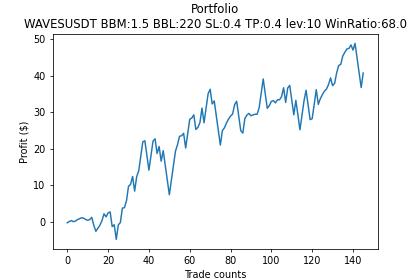 Portfolio
WAVESUSDT BBM:1.5 BBL:220 SL:0.4 TP:0.4 lev:10 WinRatio:68.0
50
40
30
20
10
0
Profit ($)
0 20 40 60 80 100 120 140
Trade counts